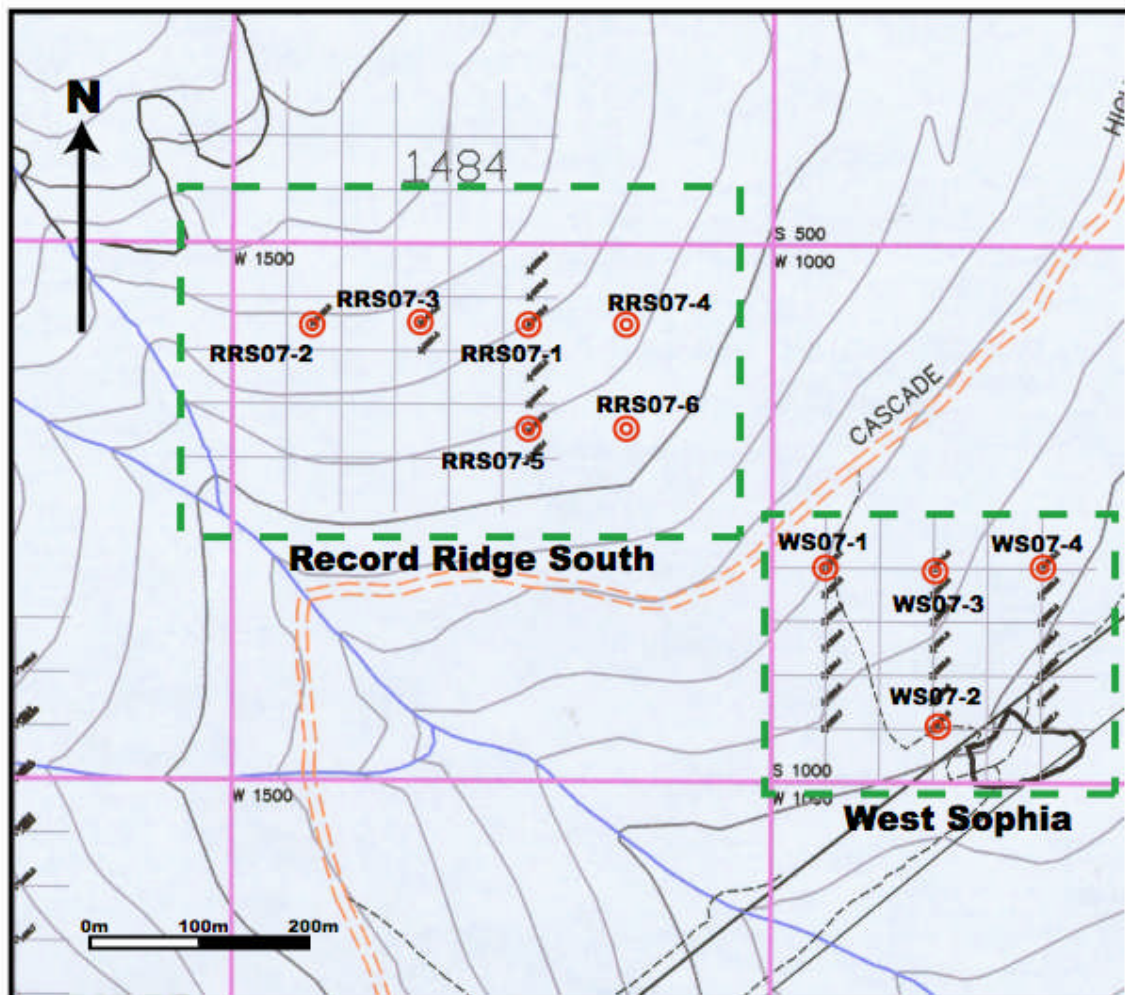 HIGH
N
1484
S 500
W 1500
W 1000
RRS07-3
RRS07-4
RRS07-2
RRS07-1
CASCADE
RRS07-6
RRS07-5
WS07-1
WS07-4
Record Ridge South
WS07-3
WS07-2
S 1000
W 1500
W 1000
West Sophia
0m 100m 200m